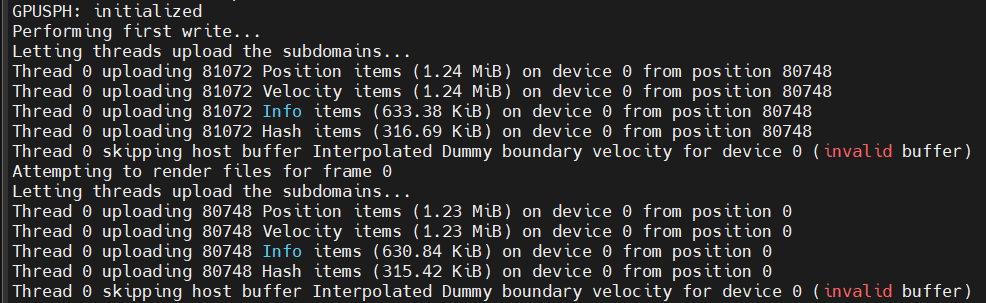 GPUSPH: initialized
Performing first write...
Letting threads upload the subdomains...
Thread 0 uploading 81072 Position items (1.24 MiB) on device 0 from position 80748
Thread 0 uploading 81072 Velocity items (1.24 MiB) on device 0 from position 80748
Thread 0 uploading 81072 Info items (633.38 KiB) on device 0 from position 80748
Thread 0 uploading 81072 Hash items (316.69 KiB) on device 0 from position 80748
Thread 0 skipping host buffer Interpolated Dummy boundary velocity for device 0 (invalid buffer)
Attempting to render files for frame 0
Letting threads upload the subdomains...
Thread 0 uploading 80748 Position items (1.23 MiB) on device 0 from position 0
Thread 0 uploading 80748 Velocity items (1.23 MiB) on device 0 from position 0
Thread 0 uploading 80748 Info items (630.84 KiB) on device 0 from position 0
Thread 0 uploading 80748 Hash items (315.42 KiB) on device 0 from position 0
Thread 0 skipping host buffer Interpolated Dummy boundary velocity for device 0 (invalid buffer)